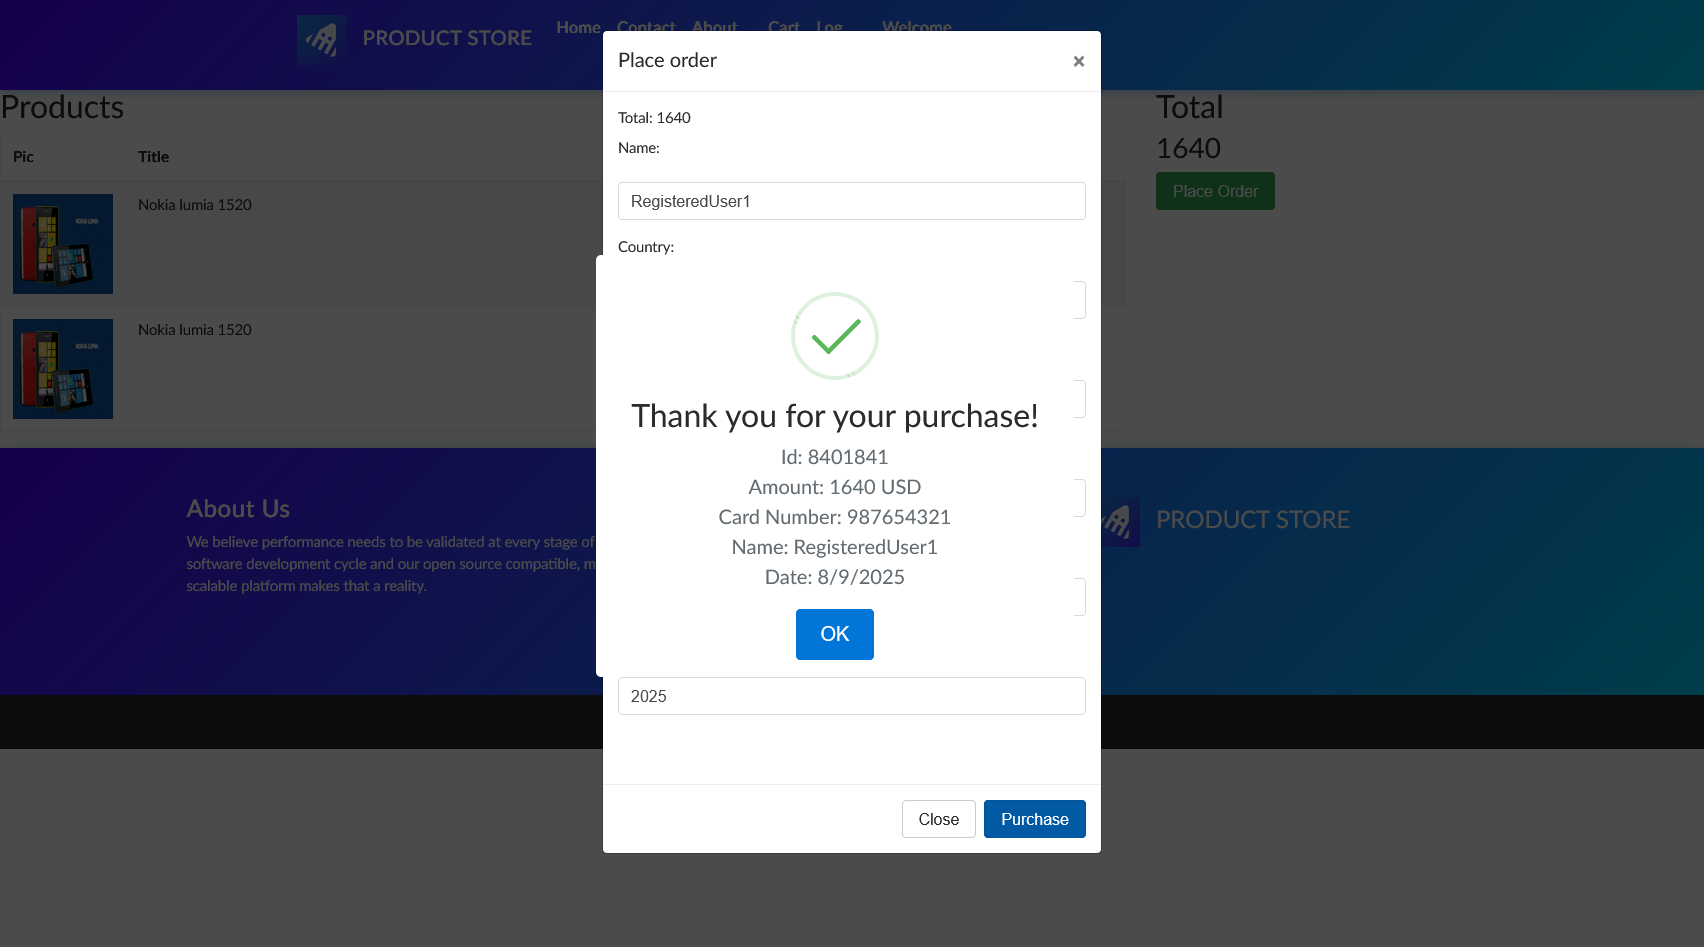 PRODUCT STORE
Home Contact About Cart Log Welcome
Place order
×
Products
Total
1640
Place Order
Pic
Title
Nokia lumia 1520
Nokia lumia 1520
Total: 1640
Name:
RegisteredUser1
Country:
Thank you for your purchase!
Id: 8401841
Amount: 1640 USD
Card Number: 987654321
Name: RegisteredUser1
Date: 8/9/2025
OK
2025
Close
Purchase
About Us
We believe performance needs to be validated at every stage of
software development cycle and our open source compatible, m
scalable platform makes that a reality.
PRODUCT STORE